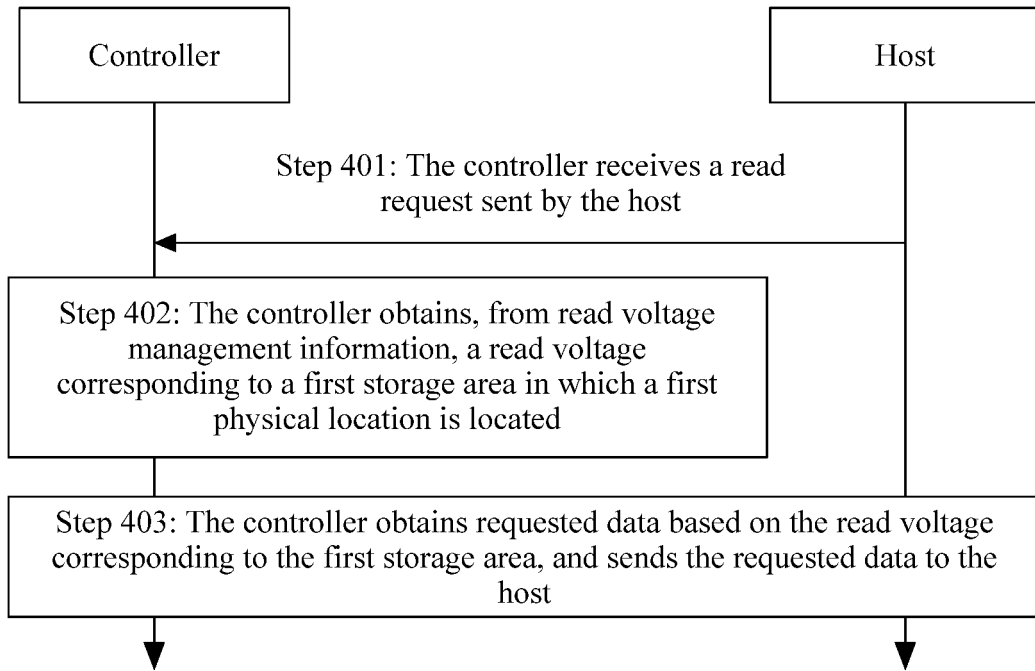 Controller
Host
Step 401: The controller receives a read
request sent by the host
Step 402: The controller obtains, from read voltage
management information, a read voltage
corresponding to a first storage area in which a first
physical location is located
Step 403: The controller obtains requested data based on the read voltage
corresponding to the first storage area, and sends the requested data to the
host